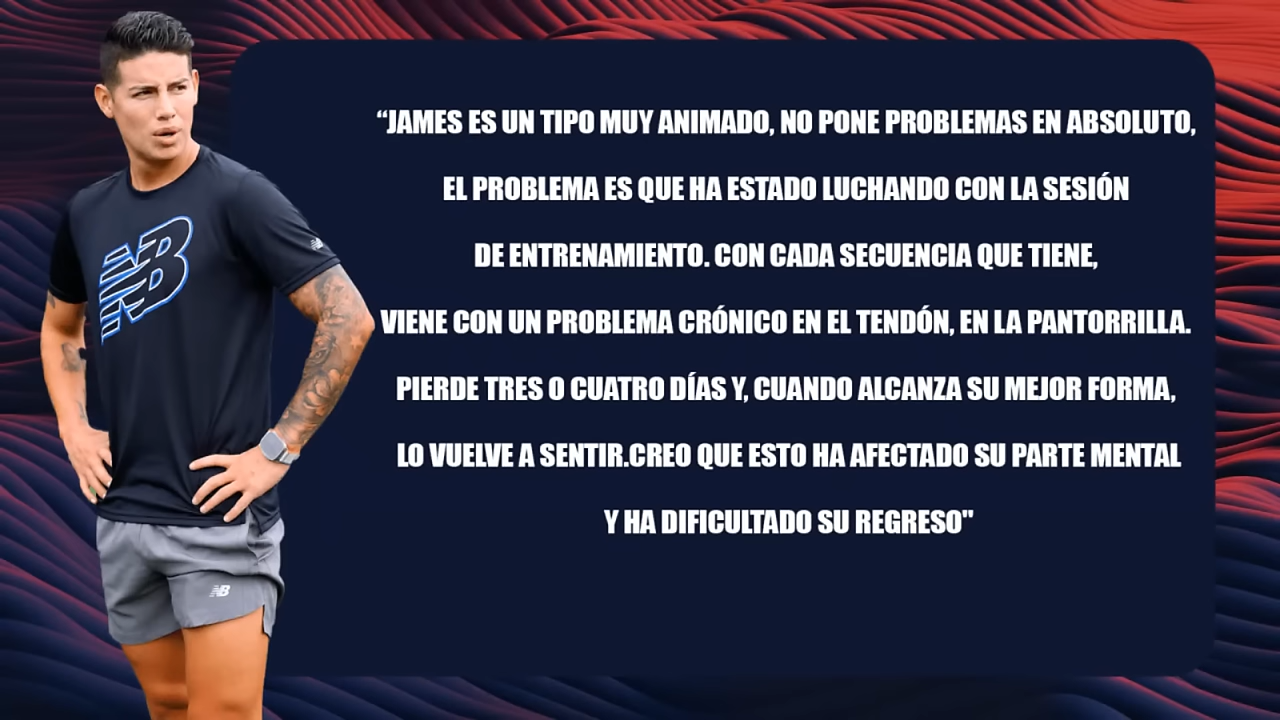 “JAMES ES UN TIPO MUY ANIMADO, NO PONE PROBLEMAS EN ABSOLUTO,
EL PROBLEMA ES QUE HA ESTADO LUCHANDO CON LA SESIÓN
DE ENTRENAMIENTO. CON CADA SECUENCIA QUE TIENE,
VIENE CON UN PROBLEMA CRÓNICO EN EL TENDÓN, EN LA PANTORRILLA.
PIERDE TRES O CUATRO DÍAS Y, CUANDO ALCANZA SU MEJOR FORMA,
LO VUELVE A SENTIR.CREO QUE ESTO HA AFECTADO SU PARTE MENTAL
Y HA DIFICULTADO SU REGRESO"
NB
NB
NB